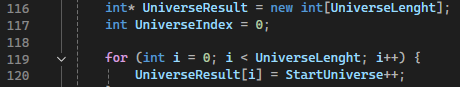 116 int* UniverseResult = new int[UniverseLenght];
117 int UniverseIndex = 0;
118
119 for (int i = 0; i < UniverseLenght; i++) {
120 UniverseResult[i] = StartUniverse++;